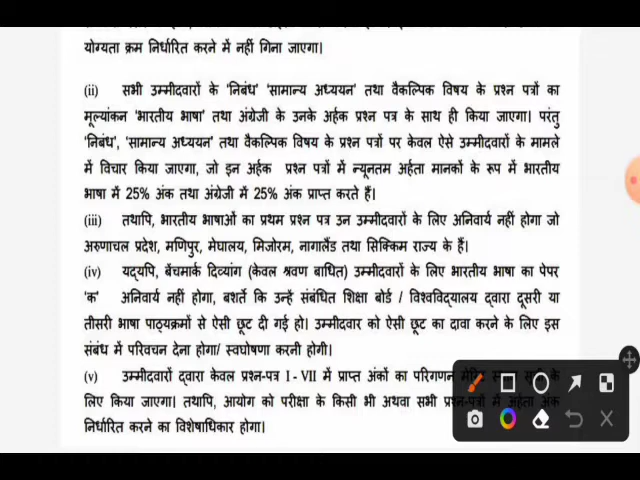 योग्यता क्रम निर्धारित करने में नहीं गिना जाएगा।
(ii) सभी उम्मीदवारों के 'निबंध' 'सामान्य अध्ययन' तथा वैकल्पिक विषय के प्रश्न पत्रों का
मूल्यांकन 'भारतीय भाषा' तथा अंग्रेजी के उनके अर्हक प्रश्न पत्र के साथ ही किया जाएगा। परंतु
'निबंध', 'सामान्य अध्ययन' तथा वैकल्पिक विषय के प्रश्न पत्रों पर केवल ऐसे उम्मीदवारों के मामले
में विचार किया जाएगा, जो इन अर्हक प्रश्न पत्रों में न्यूनतम अर्हता मानकों के रूप में भारतीय
भाषा में 25% अंक तथा अंग्रेजी में 25% अंक प्राप्त करते हैं।
(iii) तथापि, भारतीय भाषाओं का प्रथम प्रश्न पत्र उन उम्मीदवारों के लिए अनिवार्य नहीं होगा जो
अरुणाचल प्रदेश, मणिपुर, मेघालय, मिजोरम, नागालैंड तथा सिक्किम राज्य के हैं।
(iv) यद्यपि, बेंचमार्क दिव्यांग (केवल श्रवण बाधित) उम्मीदवारों के लिए भारतीय भाषा का पेपर
'क' अनिवार्य नहीं होगा, बशर्ते कि उन्हें संबंधित शिक्षा बोर्ड / विश्वविद्यालय द्वारा दूसरी या
तीसरी भाषा पाठ्यक्रमों से ऐसी छूट दी गई हो। उम्मीदवार को ऐसी छूट का दावा करने के लिए इस
संबंध में परिवचन देना होगा/ स्वघोषणा करनी होगी।
(v) उम्मीदवारों द्वारा केवल प्रश्न-पत्र I - VII में प्राप्त अंकों का परिगणन
लिए किया जाएगा। तथापि, आयोग को परीक्षा के किसी भी अथवा सभी प्रश्न-पत्रों में अर्हता अंक
निर्धारित करने का विशेषाधिकार होगा।